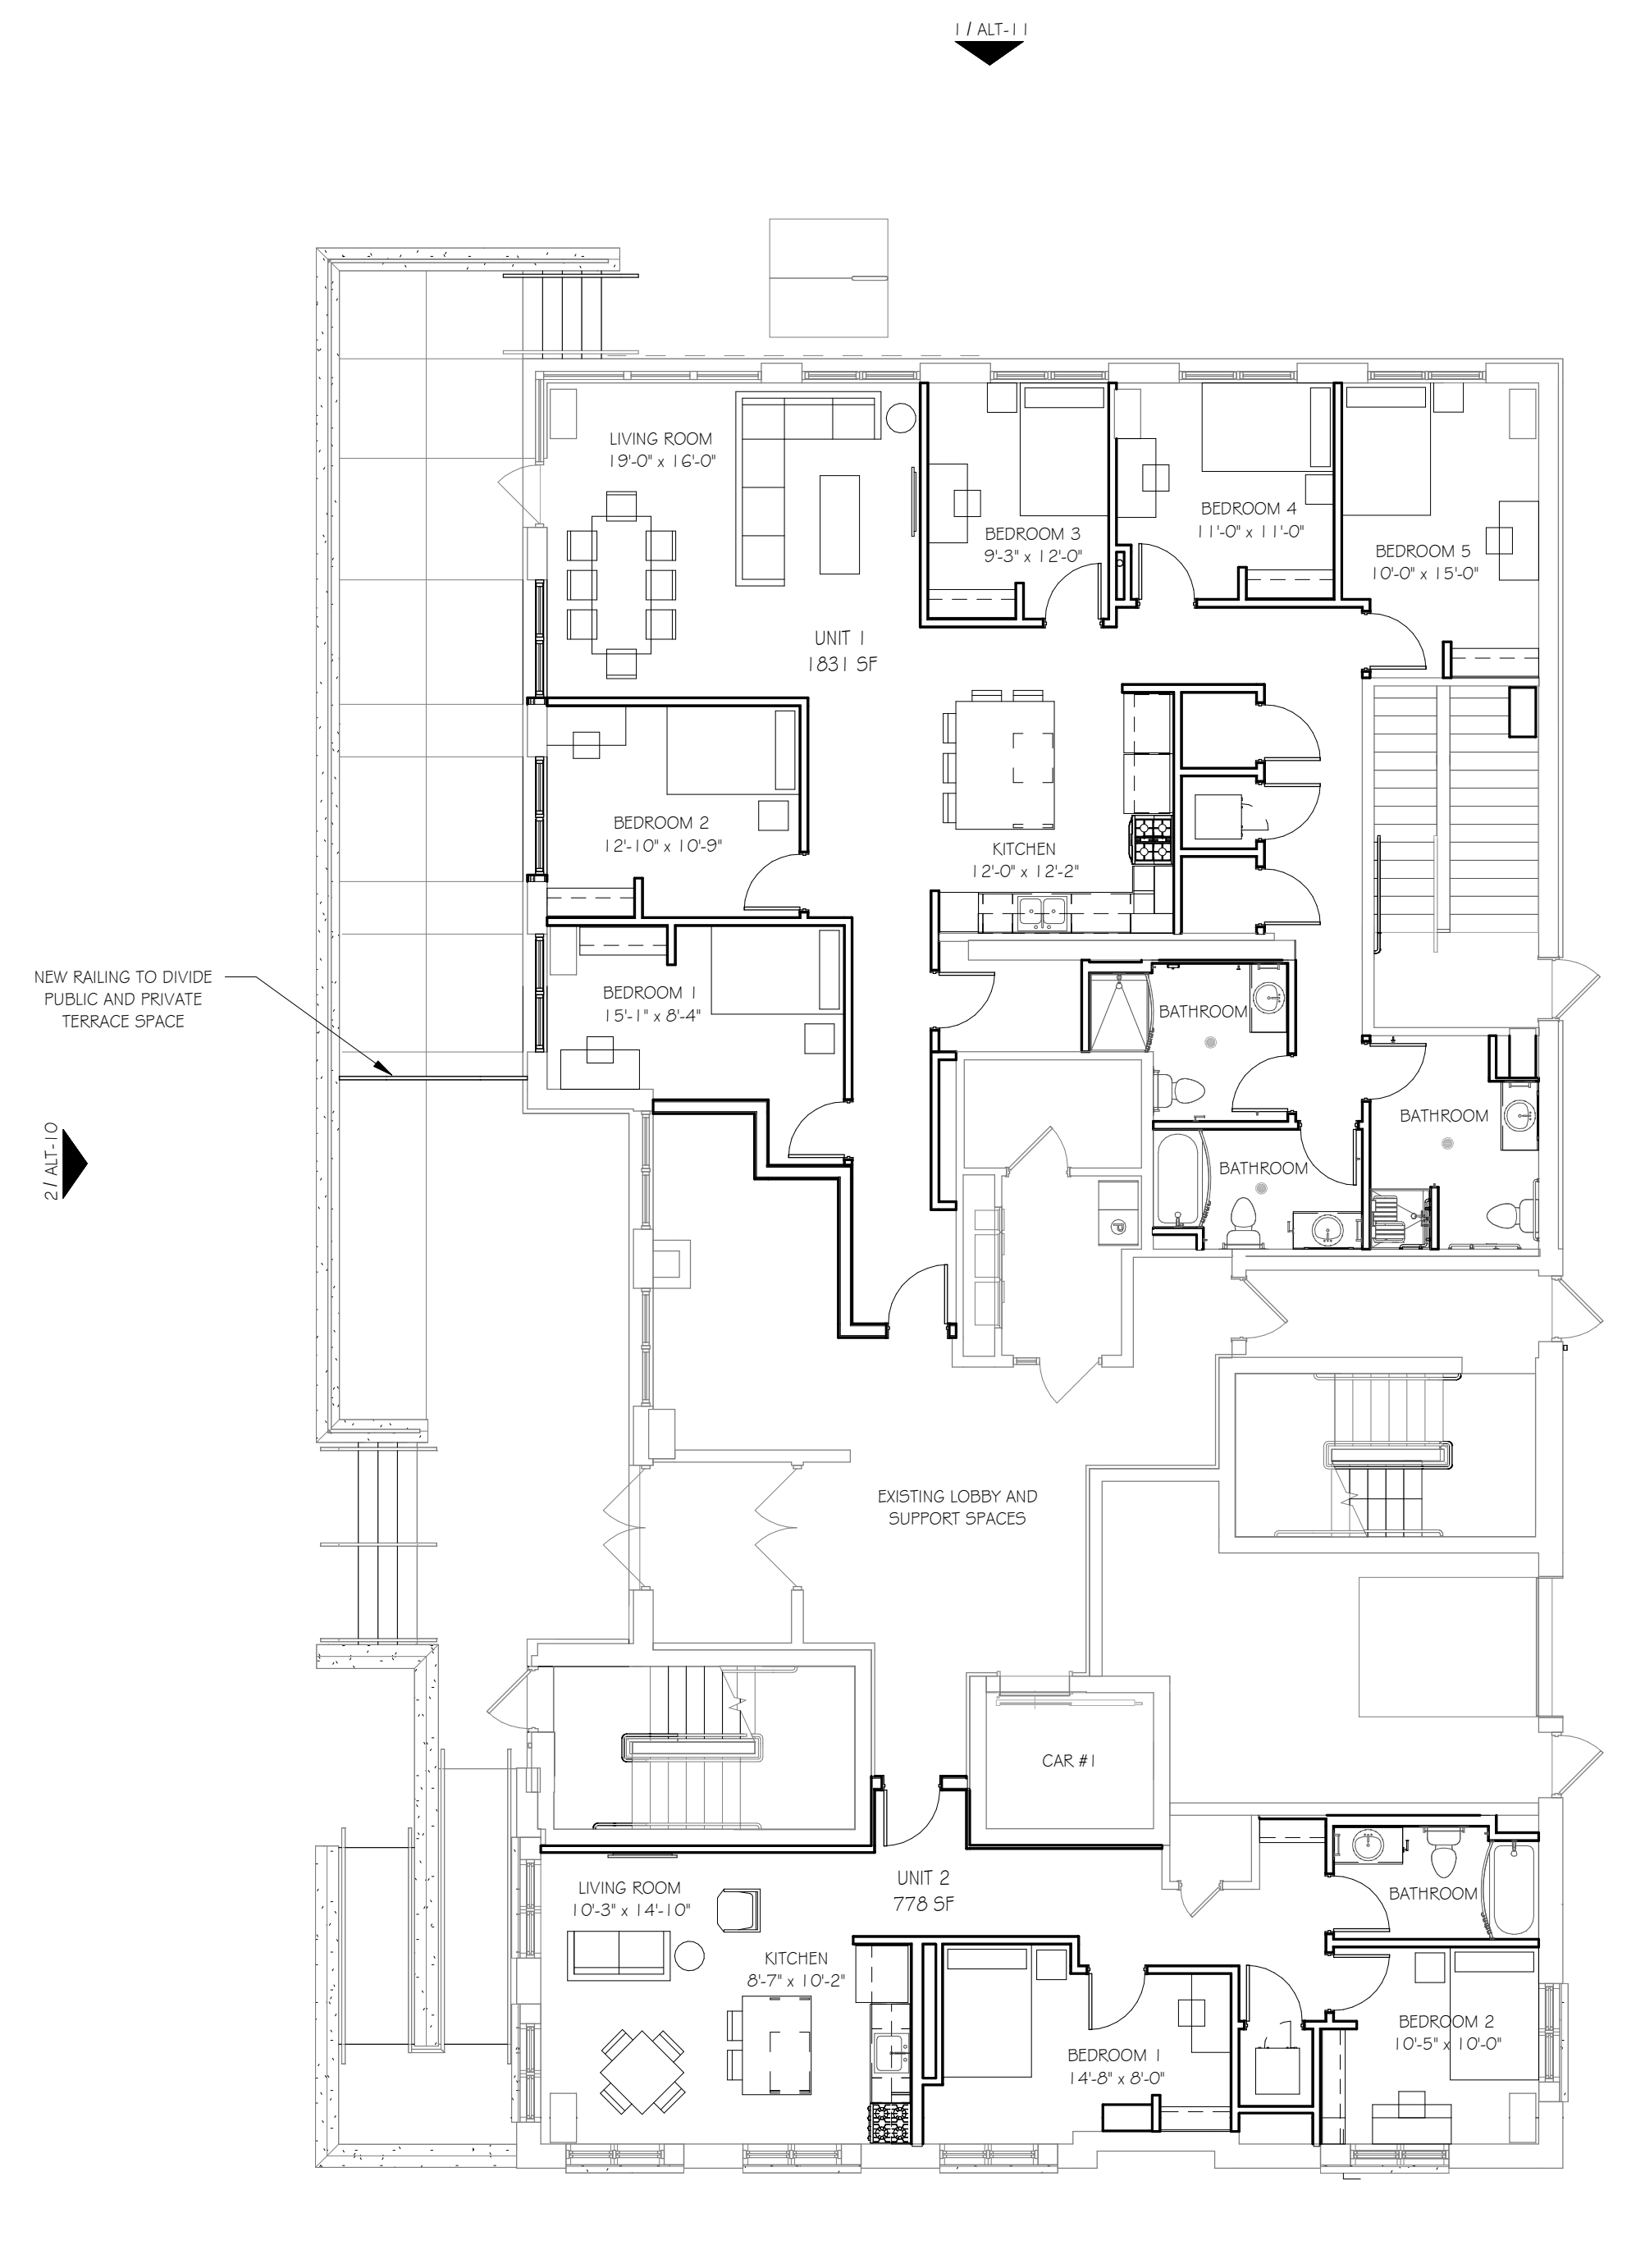 1 / ALT-11
LIVING ROOM
19'-0" x 16'-0"
BEDROOM 3
9'-3" x 12'-0"
BEDROOM 4
11'-0" x 11'-0"
BEDROOM 5
10'-0" x 15'-0"
UNIT 1
1831 SF
BEDROOM 2
12'-10" x 10'-9"
KITCHEN
12'-0" x 12'-2"
NEW RAILING TO DIVIDE
PUBLIC AND PRIVATE
TERRACE SPACE
BEDROOM 1
15'-1" x 8'-4"
BATHROOM
BATHROOM
BATHROOM
2 / ALT-10
EXISTING LOBBY AND
SUPPORT SPACES
CAR #1
UNIT 2
778 SF
LIVING ROOM
10'-3" x 14'-10"
BATHROOM
KITCHEN
8'-7" x 10'-2"
BEDROOM 1
14'-8" x 8'-0"
BEDROOM 2
10'-5" x 10'-0"